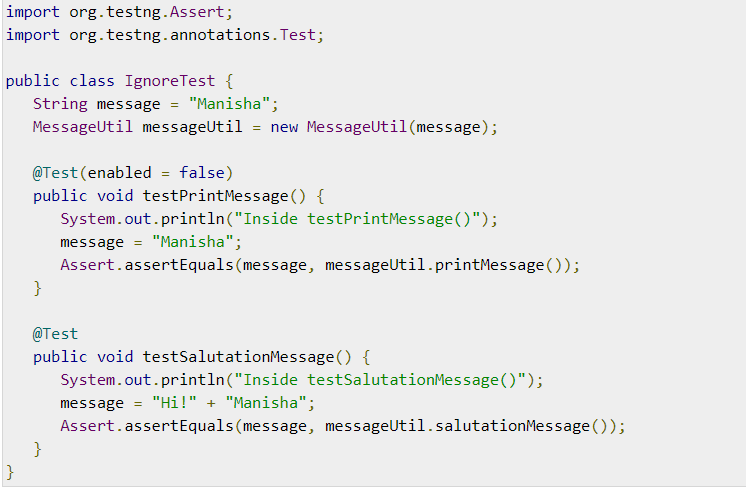 import org.testng.Assert;
import org.testng.annotations.Test;

public class IgnoreTest {
   String message = "Manisha";
   MessageUtil messageUtil = new MessageUtil(message);

   @Test(enabled = false)
   public void testPrintMessage() {
      System.out.println("Inside testPrintMessage()");
      message = "Manisha";
      Assert.assertEquals(message, messageUtil.printMessage());
   }

   @Test
   public void testSalutationMessage() {
      System.out.println("Inside testSalutationMessage()");
      message = "Hi!" + "Manisha";
      Assert.assertEquals(message, messageUtil.salutationMessage());
   }
}